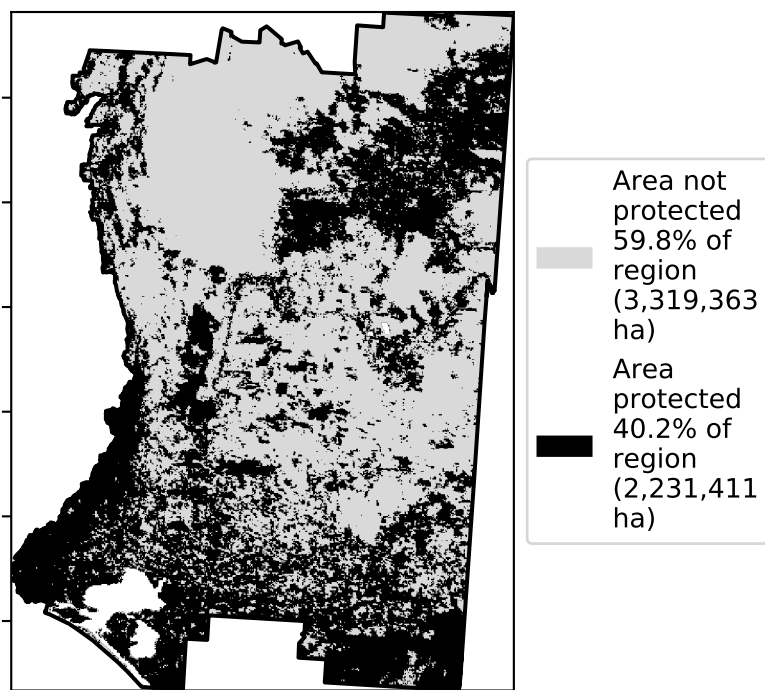 Area not
protected
59.8% of
region
(3,319,363
ha)
Area
protected
40.2% of
region
(2,231,411
ha)